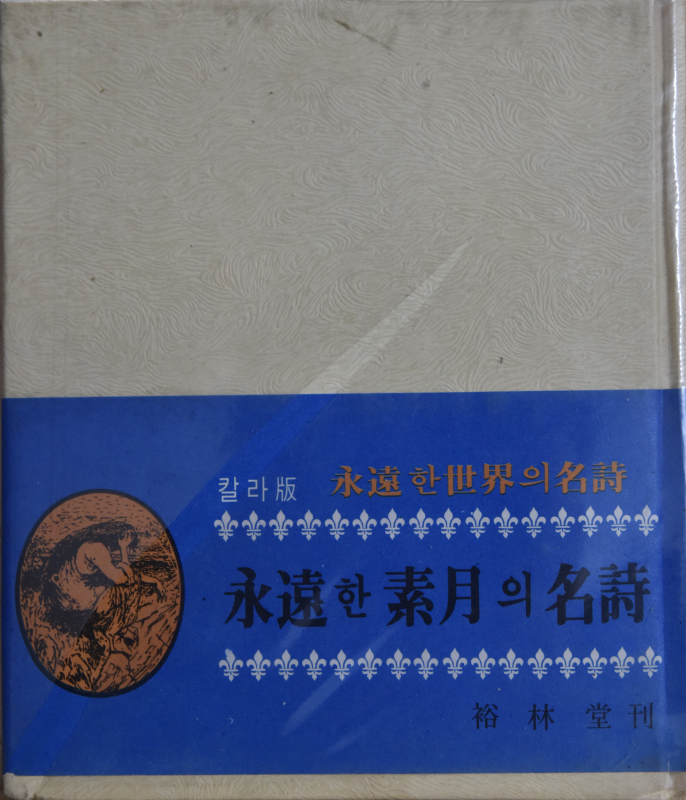 칼라版 永遠한世界의名詩
永遠한 素月의名詩
裕林堂刊